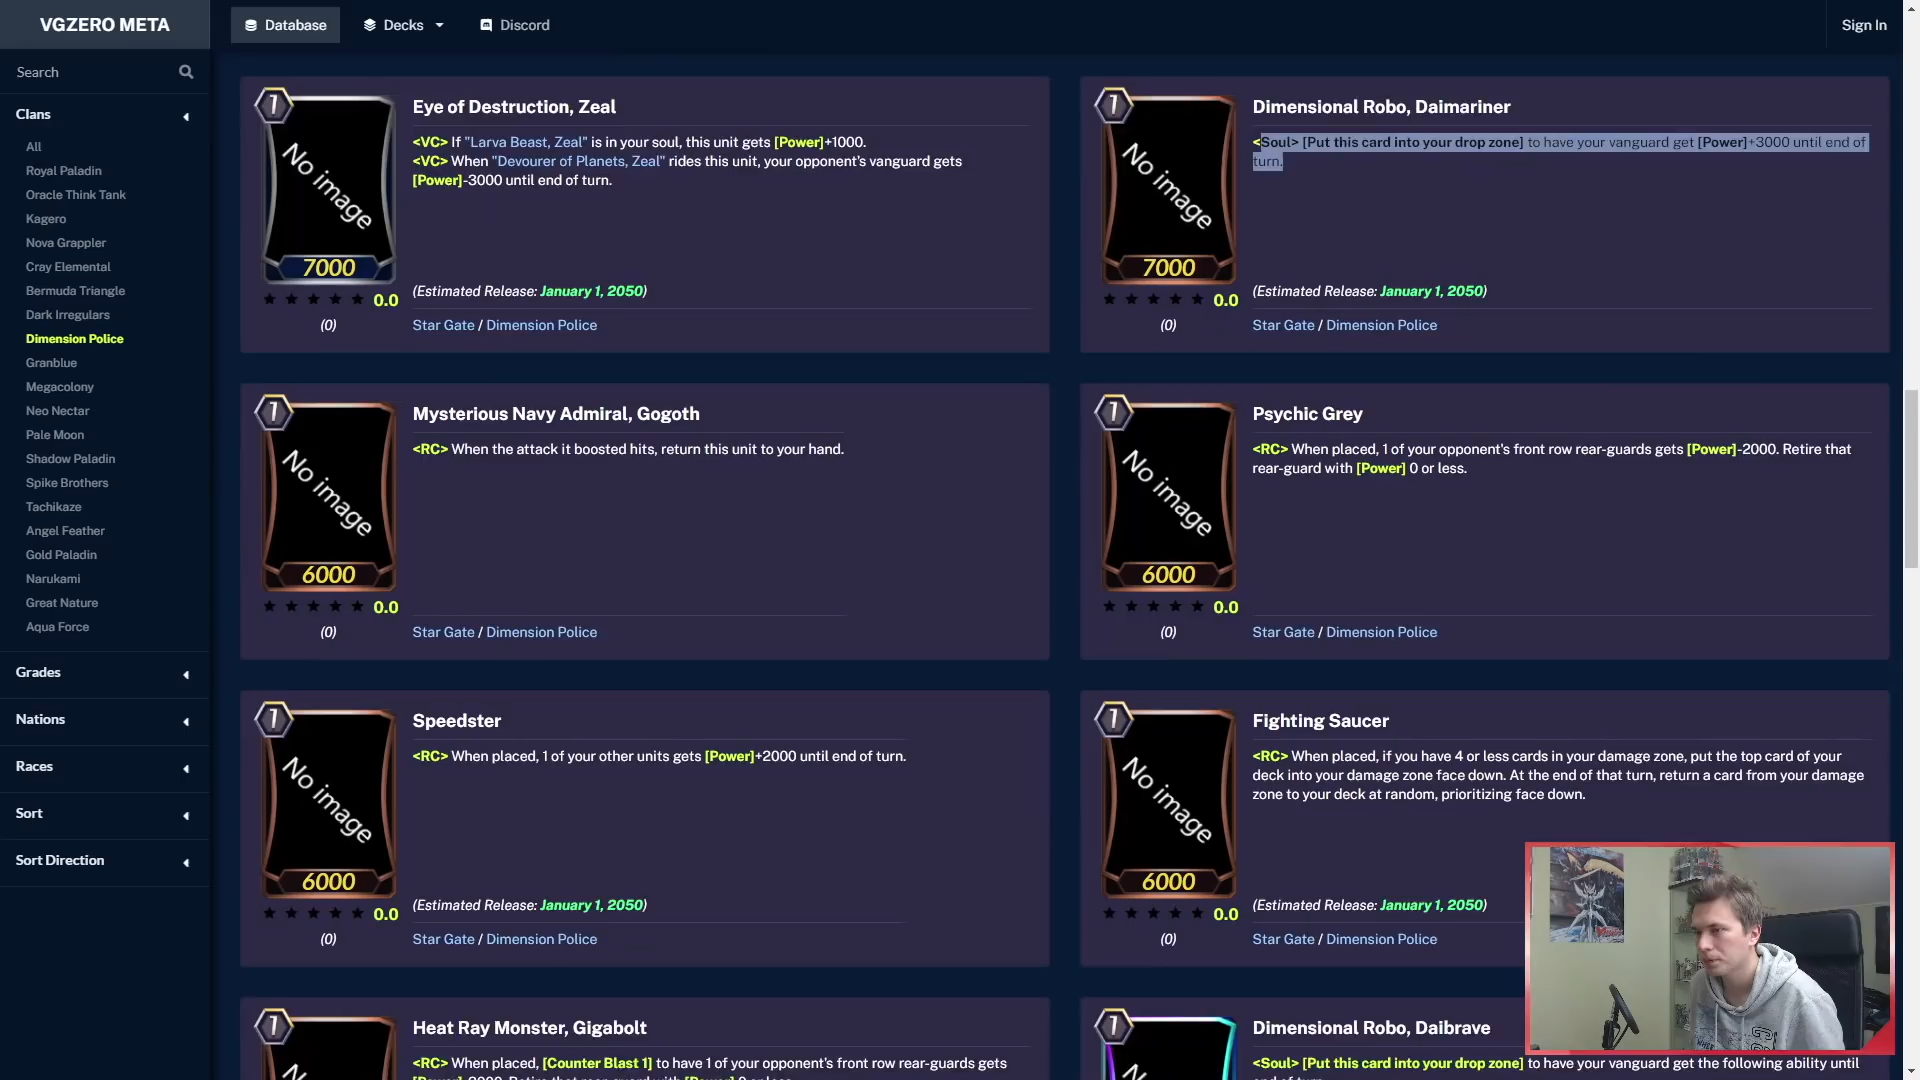 VGZERO META
Database
Decks
Discord
Sign In
Search
Clans
All
Royal Paladin
Oracle Think Tank
Kagero
Nova Grappler
Cray Elemental
Bermuda Triangle
Dark Irregulars
Dimension Police
Granblue
Megacolony
Neo Nectar
Pale Moon
Shadow Paladin
Spike Brothers
Tachikaze
Angel Feather
Gold Paladin
Narukami
Great Nature
Aqua Force
Grades
Nations
Races
Sort
Sort Direction
1
No image
7000
0.0
(0)
Eye of Destruction, Zeal
<VC> If "Larva Beast, Zeal" is in your soul, this unit gets [Power]+1000.
<VC> When "Devourer of Planets, Zeal" rides this unit, your opponent's vanguard gets
[Power]-3000 until end of turn.
(Estimated Release: January 1, 2050)
Star Gate / Dimension Police
1
No image
7000
0.0
(0)
Dimensional Robo, Daimariner
<Soul> [Put this card into your drop zone] to have your vanguard get [Power]+3000 until end of
turn.
(Estimated Release: January 1, 2050)
Star Gate / Dimension Police
1
No image
6000
0.0
(0)
Mysterious Navy Admiral, Gogoth
<RC> When the attack it boosted hits, return this unit to your hand.
Star Gate / Dimension Police
1
No image
6000
0.0
(0)
Psychic Grey
<RC> When placed, 1 of your opponent's front row rear-guards gets [Power]-2000. Retire that
rear-guard with [Power] 0 or less.
Star Gate / Dimension Police
1
No image
6000
0.0
(0)
Speedster
<RC> When placed, 1 of your other units gets [Power]+2000 until end of turn.
(Estimated Release: January 1, 2050)
Star Gate / Dimension Police
1
No image
6000
0.0
(0)
Fighting Saucer
<RC> When placed, if you have 4 or less cards in your damage zone, put the top card of your
deck into your damage zone face down. At the end of that turn, return a card from your damage
zone to your deck at random, prioritizing face down.
(Estimated Release: January 1, 2050)
Star Gate / Dimension Police
1
Heat Ray Monster, Gigabolt
<RC> When placed, [Counter Blast 1] to have 1 of your opponent's front row rear-guards gets
1
Dimensional Robo, Daibrave
<Soul> [Put this card into your drop zone] to have your vanguard get the following ability until